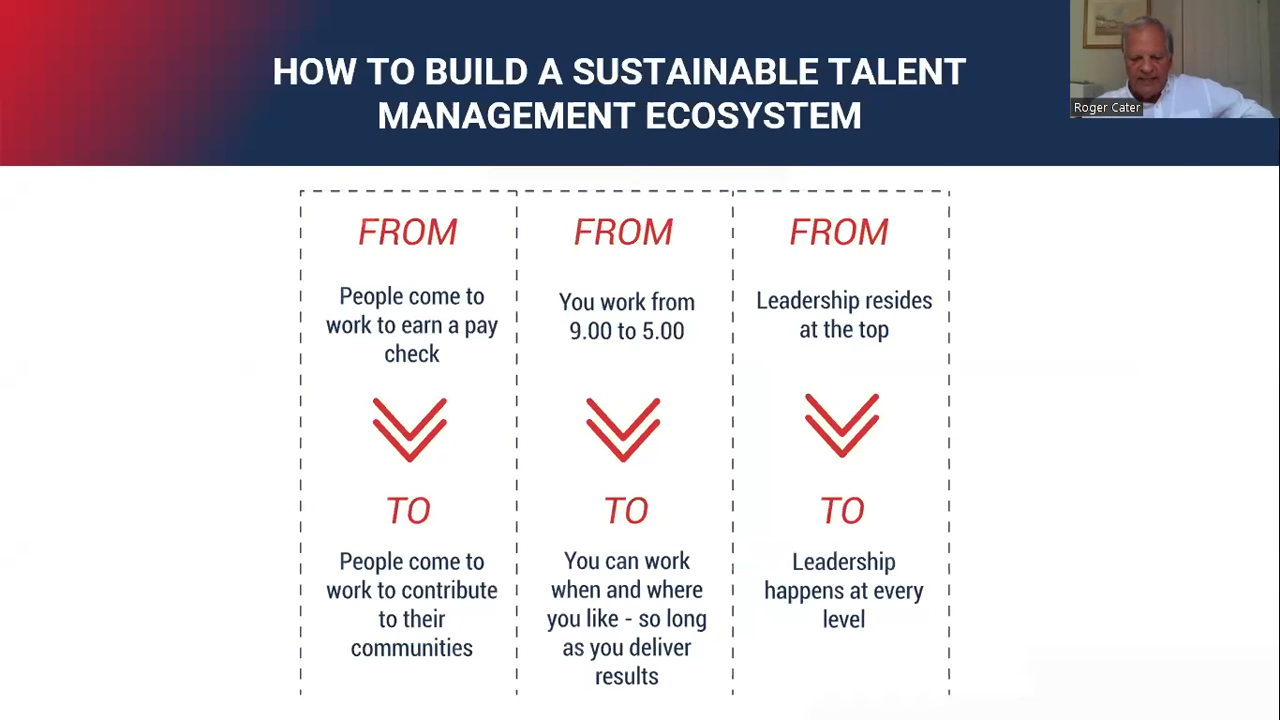 HOW TO BUILD A SUSTAINABLE TALENT
MANAGEMENT ECOSYSTEM
Roger Cater
FROM
People come to
work to earn a pay
check
TO
People come to
work to contribute
to their
communities
FROM
You work from
9.00 to 5.00
TO
You can work
when and where
you like - so long
as you deliver
results
FROM
Leadership resides
at the top
TO
Leadership
happens at every
level